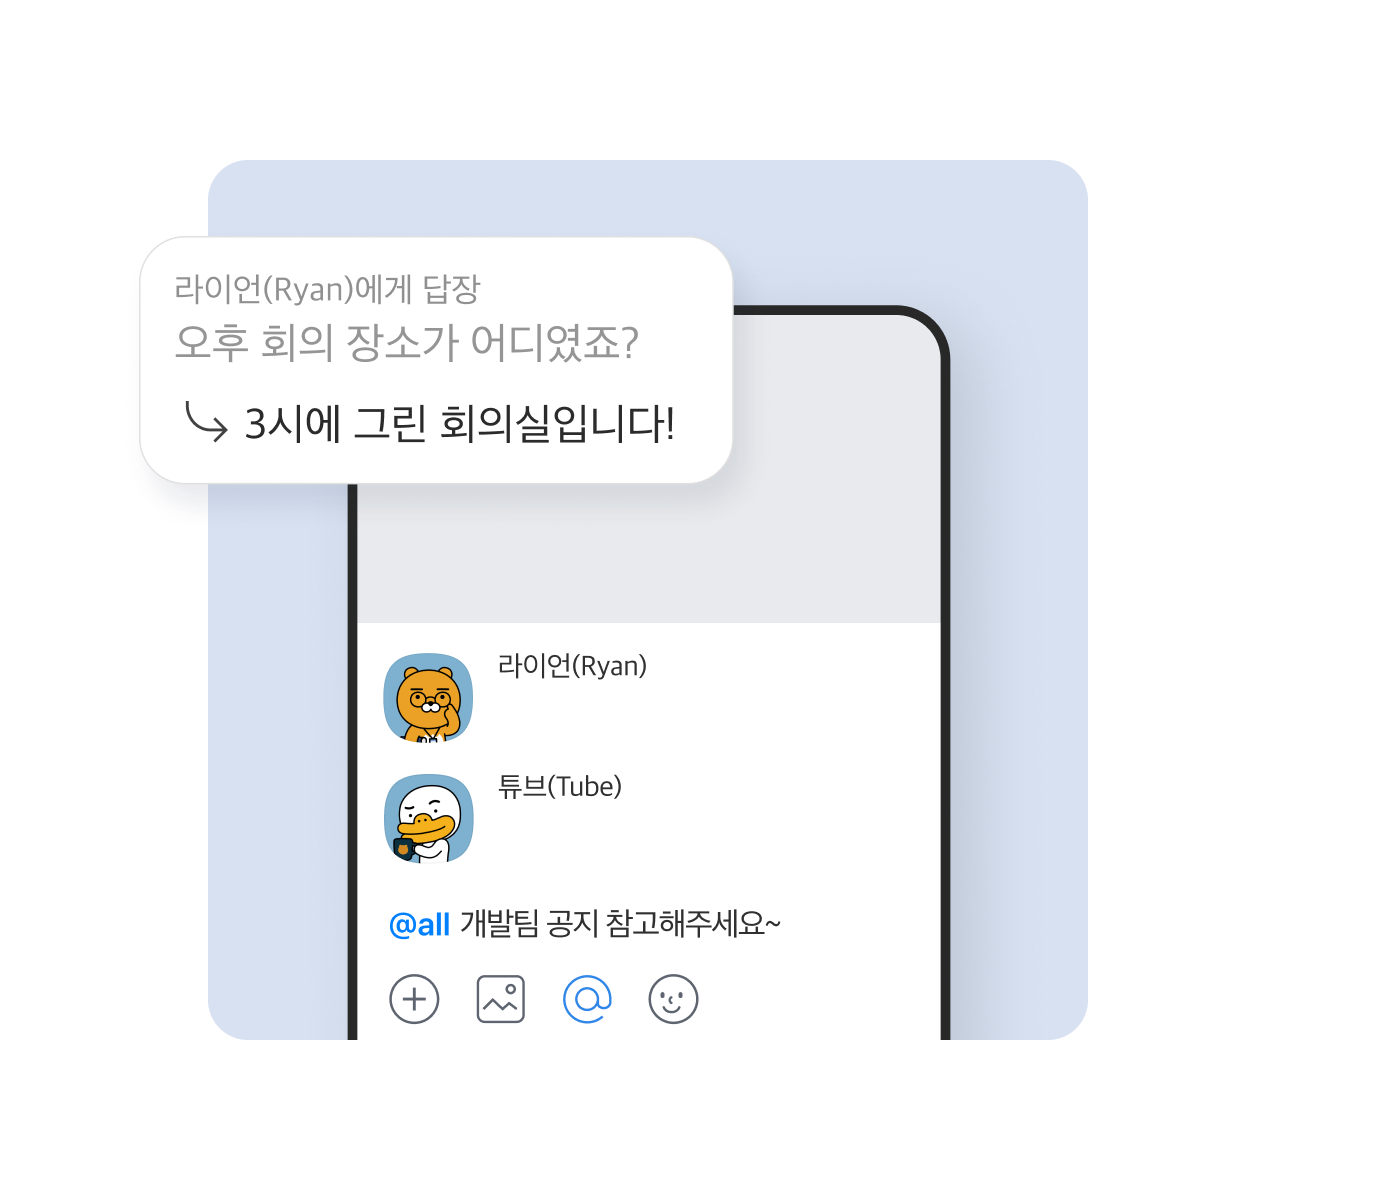 라이언(Ryan)에게 답장
오후 회의 장소가 어디였죠?
3시에 그린 회의실입니다!
라이언(Ryan)
튜브(Tube)
@all 개발팀 공지 참고해주세요~